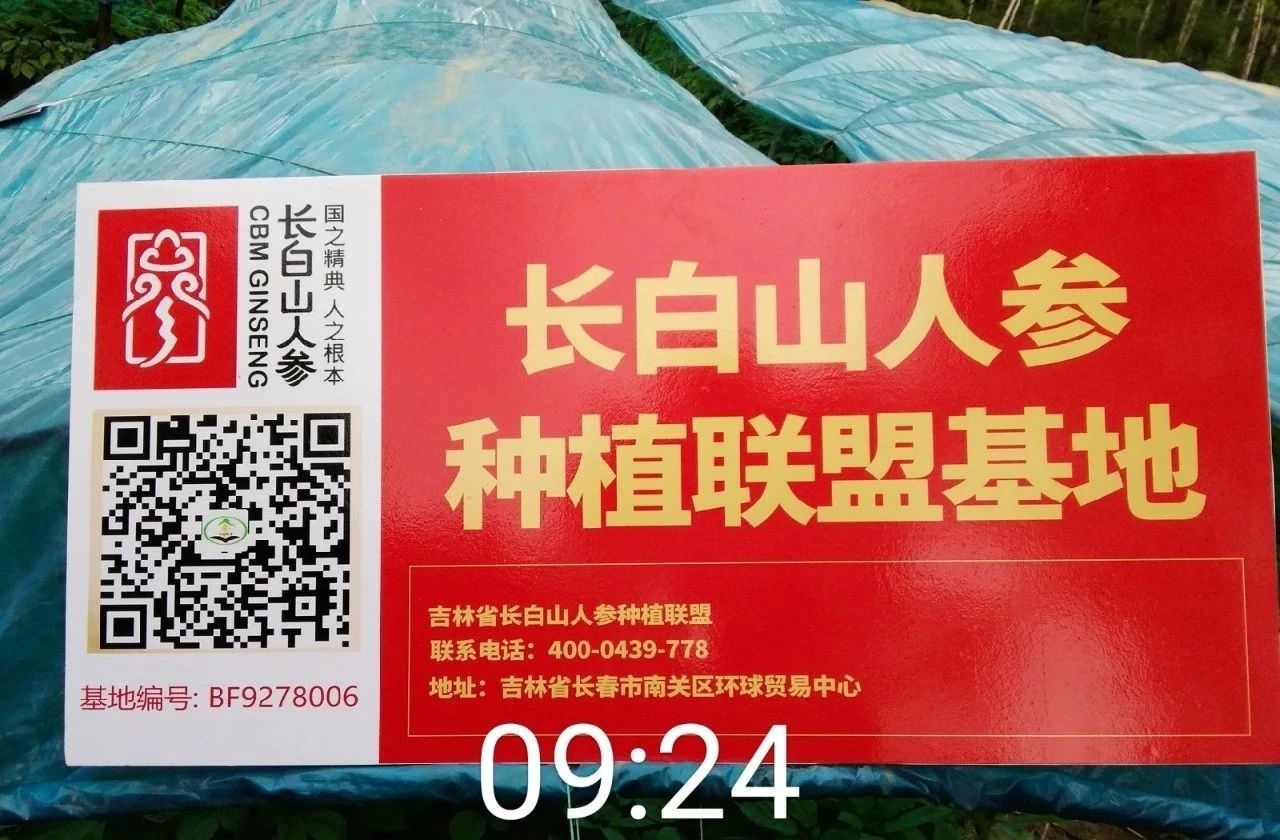 国之精典 人之根本
长白山人参
CBM GINSENG
基地编号: BF9278006
长白山人参
种植联盟基地
吉林省长白山人参种植联盟
联系电话：400-0439-778
地址：吉林省长春市南关区环球贸易中心
09:24